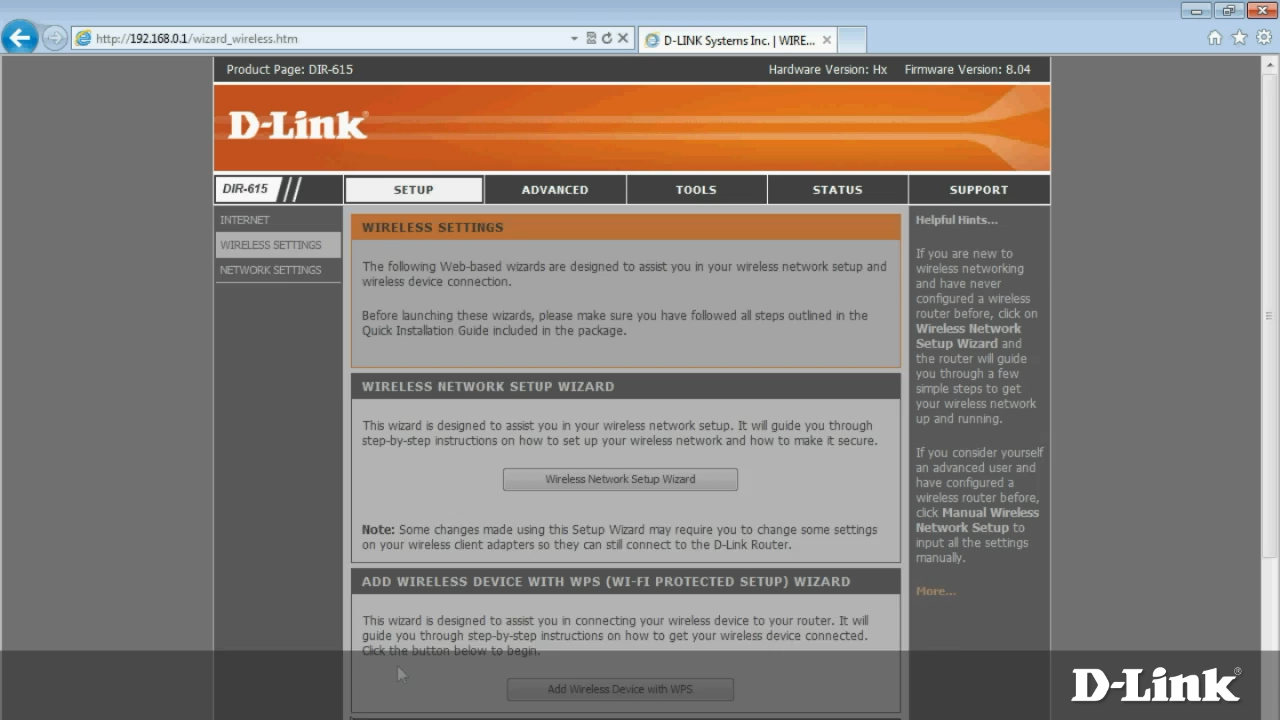 http://192.168.0.1/wizard_wireless.htm
D-LINK Systems Inc. | WIRE...
Product Page: DIR-615
Hardware Version: Hx Firmware Version: 8.04
D-Link
DIR-615
SETUP
ADVANCED
TOOLS
STATUS
SUPPORT
INTERNET
WIRELESS SETTINGS
NETWORK SETTINGS
WIRELESS SETTINGS
The following Web-based wizards are designed to assist you in your wireless network setup and
wireless device connection.
Before launching these wizards, please make sure you have followed all steps outlined in the
Quick Installation Guide included in the package.
WIRELESS NETWORK SETUP WIZARD
This wizard is designed to assist you in your wireless network setup. It will guide you through
step-by-step instructions on how to set up your wireless network and how to make it secure.
Wireless Network Setup Wizard
Note: Some changes made using this Setup Wizard may require you to change some settings
on your wireless client adapters so they can still connect to the D-Link Router.
ADD WIRELESS DEVICE WITH WPS (WI-FI PROTECTED SETUP) WIZARD
This wizard is designed to assist you in connecting your wireless device to your router. It will
guide you through step-by-step instructions on how to get your wireless device connected.
Click the button below to begin.
Add Wireless Device with WPS
Helpful Hints...
If you are new to
wireless networking
and have never
configured a wireless
router before, click on
Wireless Network
Setup Wizard and
the router will guide
you through a few
simple steps to get
your wireless network
up and running.
If you consider yourself
an advanced user and
have configured a
wireless router before,
click Manual Wireless
Network Setup to
input all the settings
manually.
More...
D-Link®